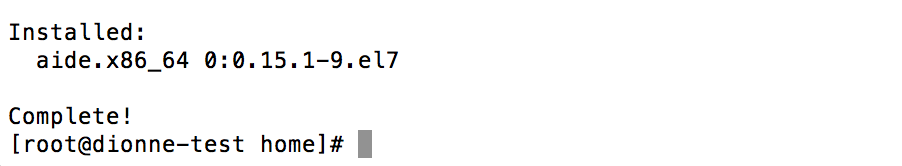 Installed:
  aide.x86_64 0:0.15.1-9.el7
Complete!
[root@dionne-test home]#